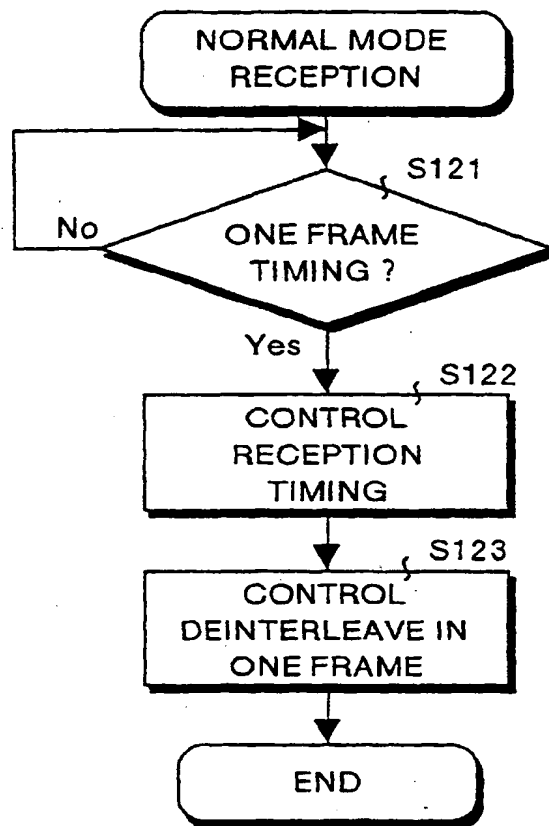 NORMAL MODE
RECEPTION
S121
No
ONE FRAME
TIMING ?
Yes
S122
CONTROL
RECEPTION
TIMING
S123
CONTROL
DEINTERLEAVE IN
ONE FRAME
END